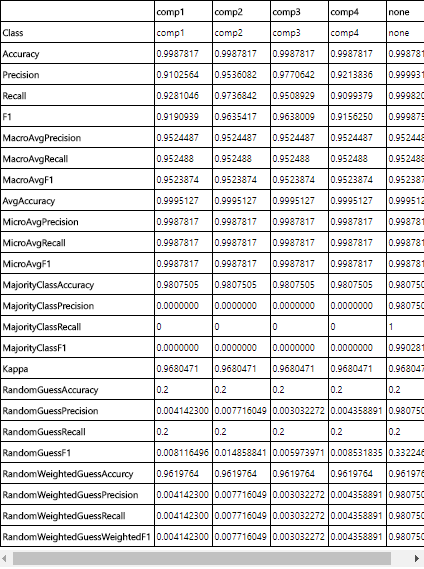 comp1 comp2 comp3 comp4 none
Class comp1 comp2 comp3 comp4 none
Accuracy 0.9987817 0.9987817 0.9987817 0.9987817 0.998781
Precision 0.9102564 0.9536082 0.9770642 0.9213836 0.999931
Recall 0.9281046 0.9736842 0.9508929 0.9099379 0.999820
F1 0.9190939 0.9635417 0.9638009 0.9156250 0.999875
MacroAvgPrecision 0.9524487 0.9524487 0.9524487 0.9524487 0.952448
MacroAvgRecall 0.952488 0.952488 0.952488 0.952488 0.952488
MacroAvgF1 0.9523874 0.9523874 0.9523874 0.9523874 0.952387
AvgAccuracy 0.9995127 0.9995127 0.9995127 0.9995127 0.999512
MicroAvgPrecision 0.9987817 0.9987817 0.9987817 0.9987817 0.998781
MicroAvgRecall 0.9987817 0.9987817 0.9987817 0.9987817 0.998781
MicroAvgF1 0.9987817 0.9987817 0.9987817 0.9987817 0.998781
MajorityClassAccuracy 0.9807505 0.9807505 0.9807505 0.9807505 0.980750
MajorityClassPrecision 0.0000000 0.0000000 0.0000000 0.0000000 0.980750
MajorityClassRecall 0 0 0 0 1
MajorityClassF1 0.0000000 0.0000000 0.0000000 0.0000000 0.990281
Kappa 0.9680471 0.9680471 0.9680471 0.9680471 0.968047
RandomGuessAccuracy 0.2 0.2 0.2 0.2 0.2
RandomGuessPrecision 0.004142300 0.007716049 0.003032272 0.004358891 0.980750
RandomGuessRecall 0.2 0.2 0.2 0.2 0.2
RandomGuessF1 0.008116496 0.014858841 0.005973971 0.008531835 0.332246
RandomWeightedGuessAccurcy 0.9619764 0.9619764 0.9619764 0.9619764 0.961976
RandomWeightedGuessPrecision 0.004142300 0.007716049 0.003032272 0.004358891 0.980750
RandomWeightedGuessRecall 0.004142300 0.007716049 0.003032272 0.004358891 0.980750
RandomWeightedGuessWeightedF1 0.004142300 0.007716049 0.003032272 0.004358891 0.980750